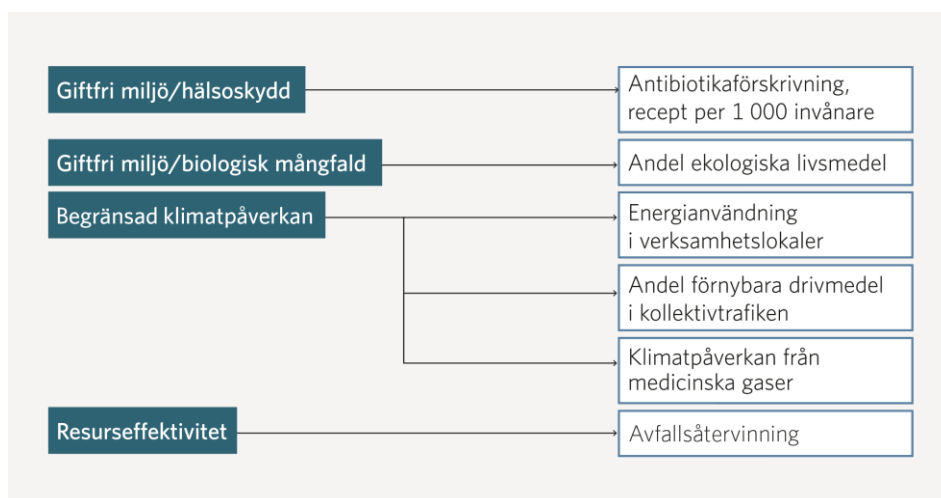 Giftfri miljö/hälsoskydd
Antibiotikaförskrivning,
recept per 1 000 invånare
Giftfri miljö/biologisk mångfald
Andel ekologiska livsmedel
Begränsad klimatpåverkan
Energianvändning
i verksamhetslokaler
Andel förnybara drivmedel
i kollektivtrafiken
Klimatpåverkan från
medicinska gaser
Resurseffektivitet
Avfallsåtervinning